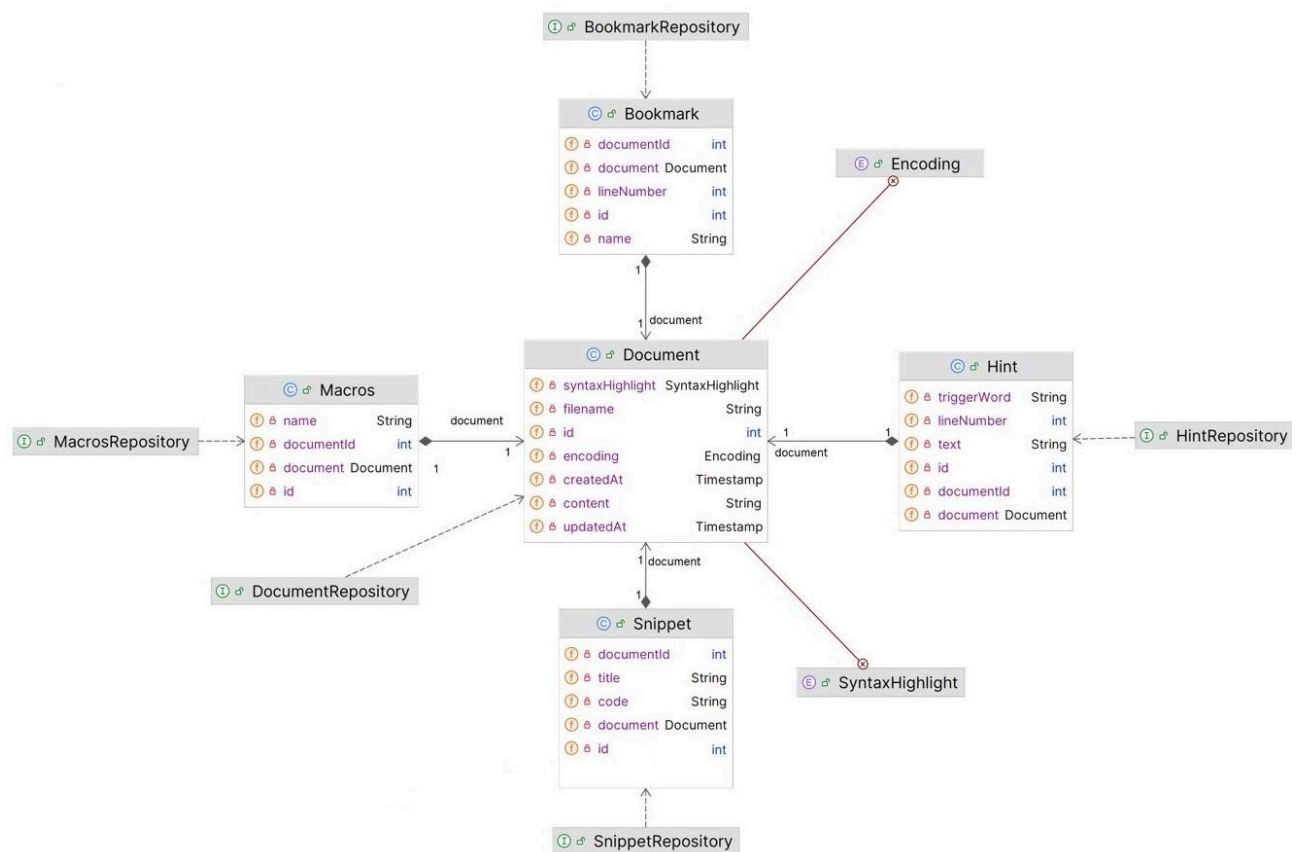 BookmarkRepository
Bookmark
documentId int
document Document
lineNumber int
id int
name String
Encoding
1
1 document
Document
syntaxHighlight SyntaxHighlight
filename String
id int
encoding Encoding
createdAt Timestamp
content String
updatedAt Timestamp
Macros
name String
documentId int
document Document
id int
document
1
1
MacrosRepository
Hint
triggerWord String
lineNumber int
text String
id int
documentId int
document Document
1 1
document
HintRepository
DocumentRepository
1 document
1
Snippet
documentId int
title String
code String
document Document
id int
SyntaxHighlight
SnippetRepository